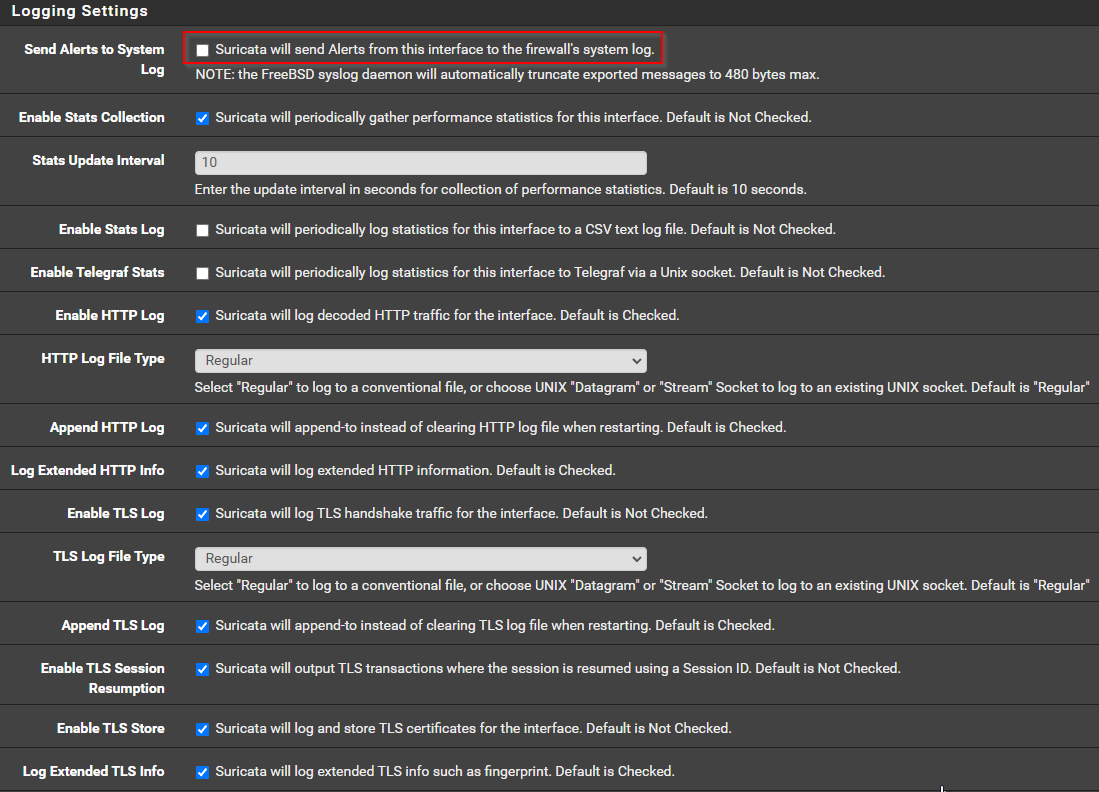 Logging Settings
Send Alerts to System
Log
Suricata will send Alerts from this interface to the firewall's system log.
NOTE: the FreeBSD syslog daemon will automatically truncate exported messages to 480 bytes max.
Enable Stats Collection
Suricata will periodically gather performance statistics for this interface. Default is Not Checked.
Stats Update Interval
10
Enter the update interval in seconds for collection of performance statistics. Default is 10 seconds.
Enable Stats Log
Suricata will periodically log statistics for this interface to a CSV text log file. Default is Not Checked.
Enable Telegraf Stats
Suricata will periodically log statistics for this interface to Telegraf via a Unix socket. Default is Not Checked.
Enable HTTP Log
Suricata will log decoded HTTP traffic for the interface. Default is Checked.
HTTP Log File Type
Regular
Select "Regular" to log to a conventional file, or choose UNIX "Datagram" or "Stream" Socket to log to an existing UNIX socket. Default is "Regular"
Append HTTP Log
Suricata will append-to instead of clearing HTTP log file when restarting. Default is Checked.
Log Extended HTTP Info
Suricata will log extended HTTP information. Default is Checked.
Enable TLS Log
Suricata will log TLS handshake traffic for the interface. Default is Not Checked.
TLS Log File Type
Regular
Select "Regular" to log to a conventional file, or choose UNIX "Datagram" or "Stream" Socket to log to an existing UNIX socket. Default is "Regular"
Append TLS Log
Suricata will append-to instead of clearing TLS log file when restarting. Default is Checked.
Enable TLS Session
Resumption
Suricata will output TLS transactions where the session is resumed using a Session ID. Default is Not Checked.
Enable TLS Store
Suricata will log and store TLS certificates for the interface. Default is Not Checked.
Log Extended TLS Info
Suricata will log extended TLS info such as fingerprint. Default is Checked.